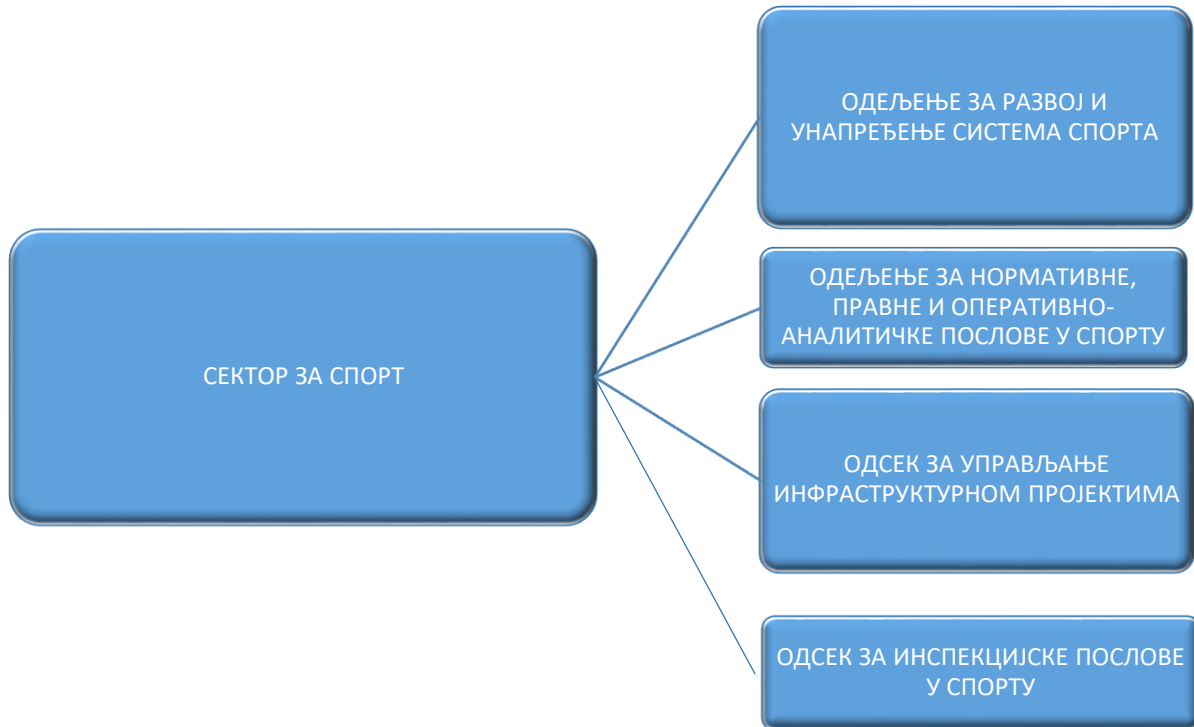 СЕКТОР ЗА СПОРТ
ОДЕЉЕЊЕ ЗА РАЗВОЈ И
УНАПРЕЂЕЊЕ СИСТЕМА СПОРТА
ОДЕЉЕЊЕ ЗА НОРМАТИВНЕ,
ПРАВНЕ И ОПЕРАТИВНО-
АНАЛИТИЧКЕ ПОСЛОВЕ У СПОРТУ
ОДСЕК ЗА УПРАВЉАЊЕ
ИНФРАСТРУКТУРНОМ ПРОЈЕКТИМА
ОДСЕК ЗА ИНСПЕКЦИЈСКЕ ПОСЛОВЕ
У СПОРТУ